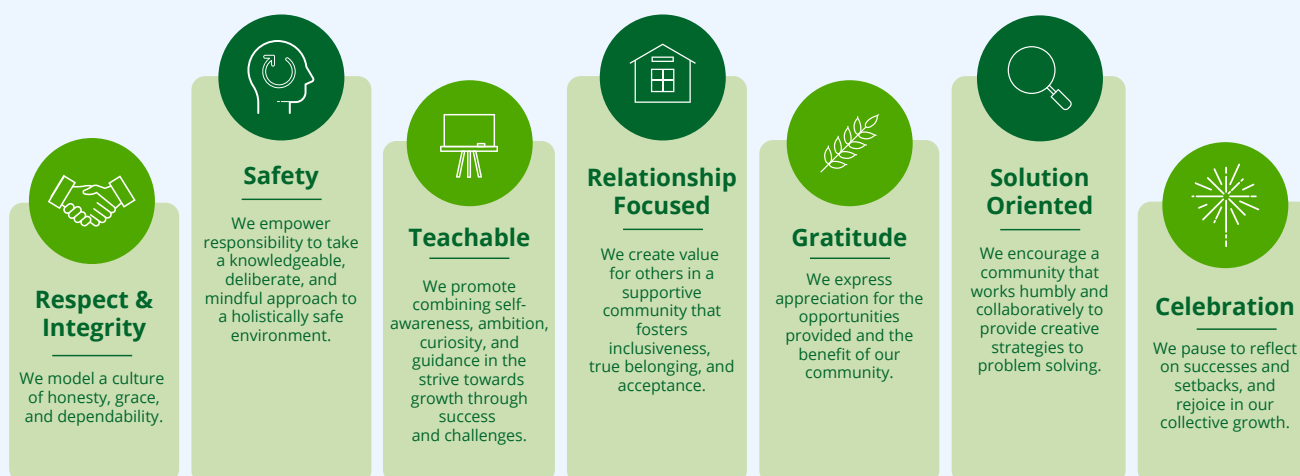 Respect &
Integrity
We model a culture
of honesty, grace,
and dependability.
Safety
We empower
responsibility to take
a knowledgeable,
deliberate, and
mindful approach to
a holistically safe
environment.
Teachable
We promote
combining self-
awareness, ambition,
curiosity, and
guidance in the
strive towards
growth through
success
and challenges.
Relationship
Focused
We create value
for others in a
supportive
community that
fosters
inclusiveness,
true belonging, and
acceptance.
Gratitude
We express
appreciation for the
opportunities
provided and the
benefit of our
community.
Solution
Oriented
We encourage a
community that
works humbly and
collaboratively to
provide creative
strategies to
problem solving.
Celebration
We pause to reflect
on successes and
setbacks, and
rejoice in our
collective growth.